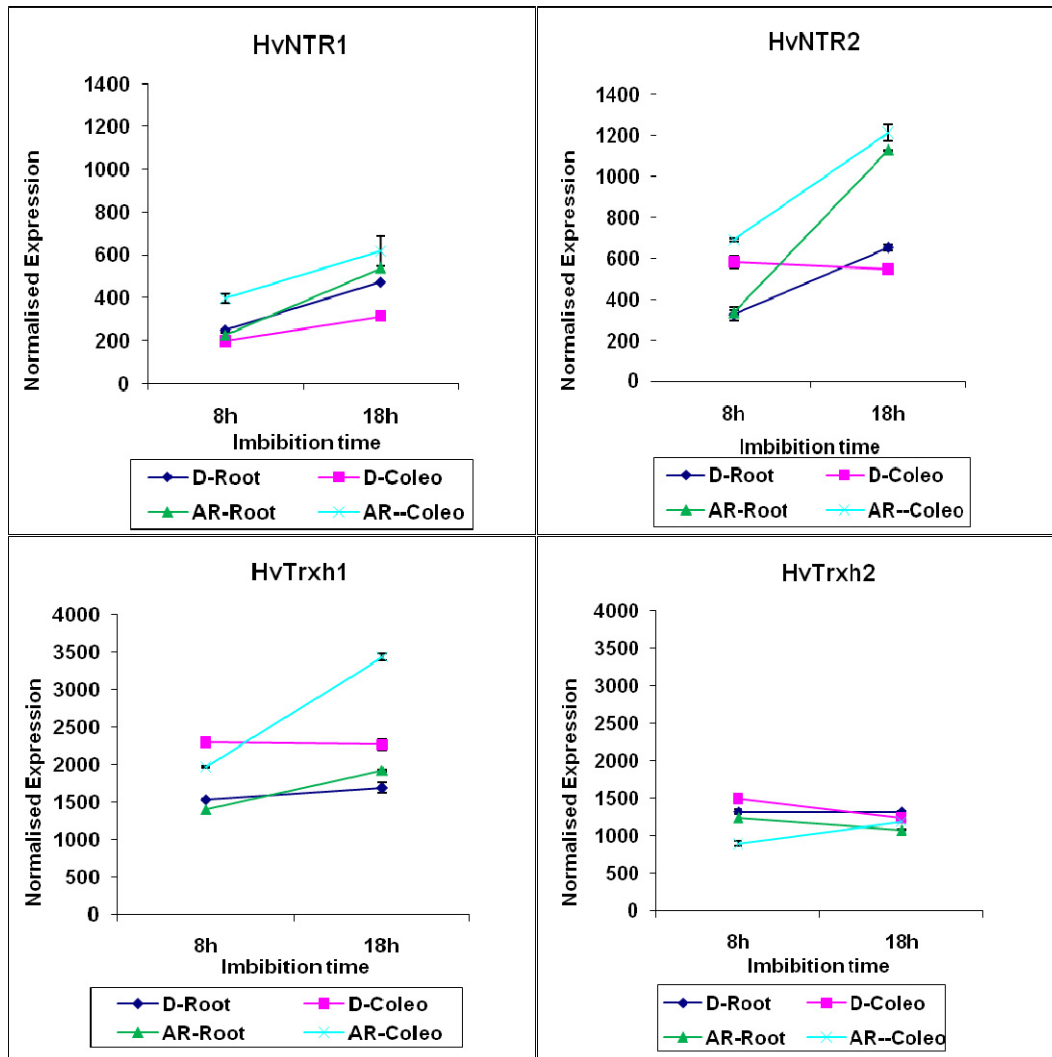 HvNTR1
Normalised Expression
1400
1200
1000
800
600
400
200
0
8h 18h
Imbibition time
D-Root D-Coleo
AR-Root AR--Coleo
HvNTR2
Normalised Expression
1400
1200
1000
800
600
400
200
0
8h 18h
Imbibition time
D-Root D-Coleo
AR-Root AR--Coleo
HvTrxh1
Normalised Expression
4000
3500
3000
2500
2000
1500
1000
500
0
8h 18h
Imbibition time
D-Root D-Coleo
AR-Root AR-Coleo
HvTrxh2
Normalised Expression
4000
3500
3000
2500
2000
1500
1000
500
0
8h 18h
Imbibition time
D-Root D-Coleo
AR-Root AR--Coleo